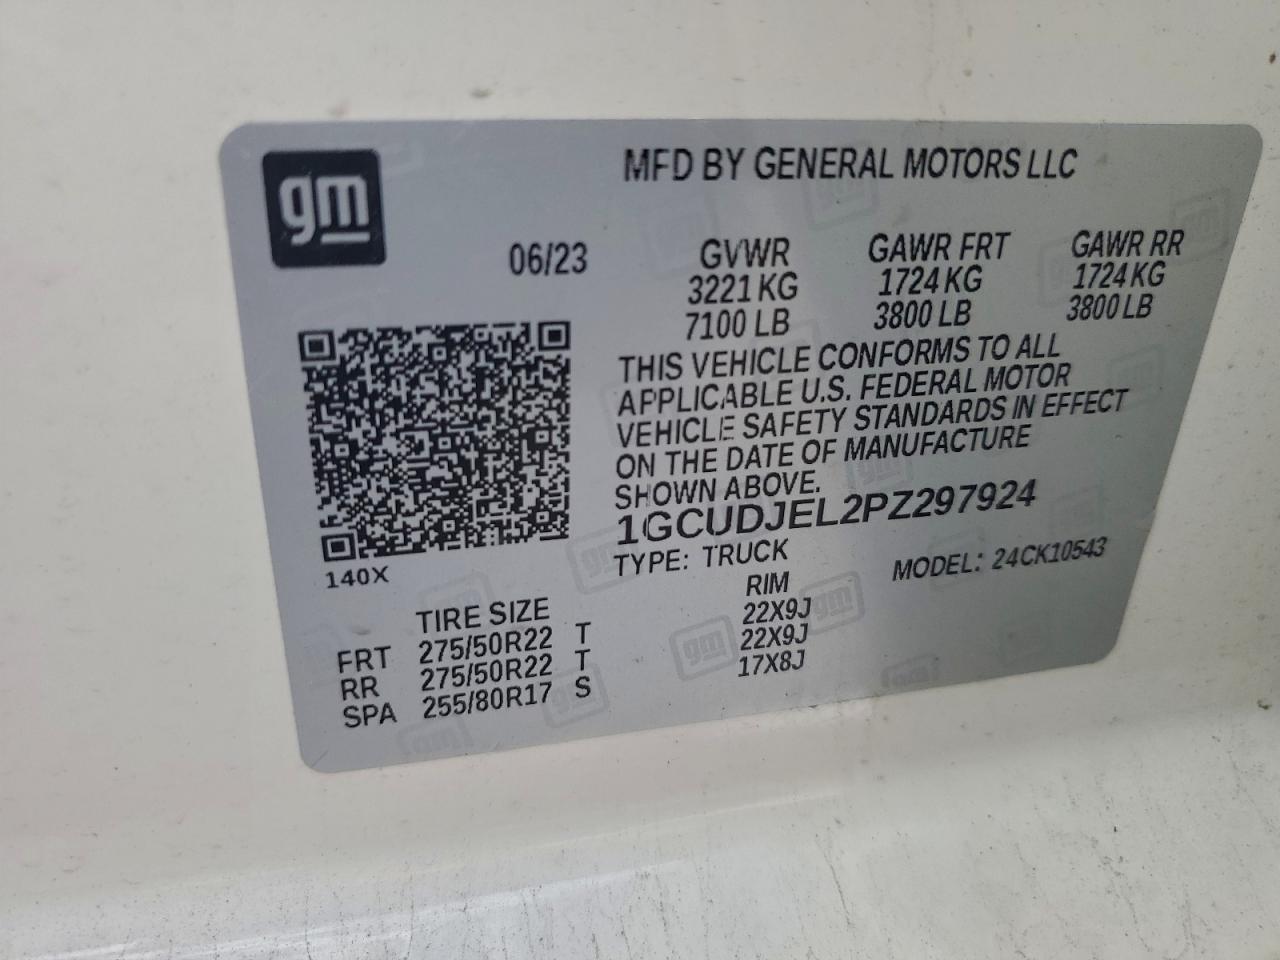 gm
MFD BY GENERAL MOTORS LLC
06/23
GVWR GAWR FRT GAWR RR
3221 KG 1724 KG 1724 KG
7100 LB 3800 LB 3800 LB
THIS VEHICLE CONFORMS TO ALL
APPLICABLE U.S. FEDERAL MOTOR
VEHICLE SAFETY STANDARDS IN EFFECT
ON THE DATE OF MANUFACTURE
SHOWN ABOVE.
1GCUDJEL2PZ297924
TYPE: TRUCK MODEL: 24CK10543
140X
TIRE SIZE RIM
FRT 275/50R22 T 22X9J
RR 275/50R22 T 22X9J
SPA 255/80R17 S 17X8J